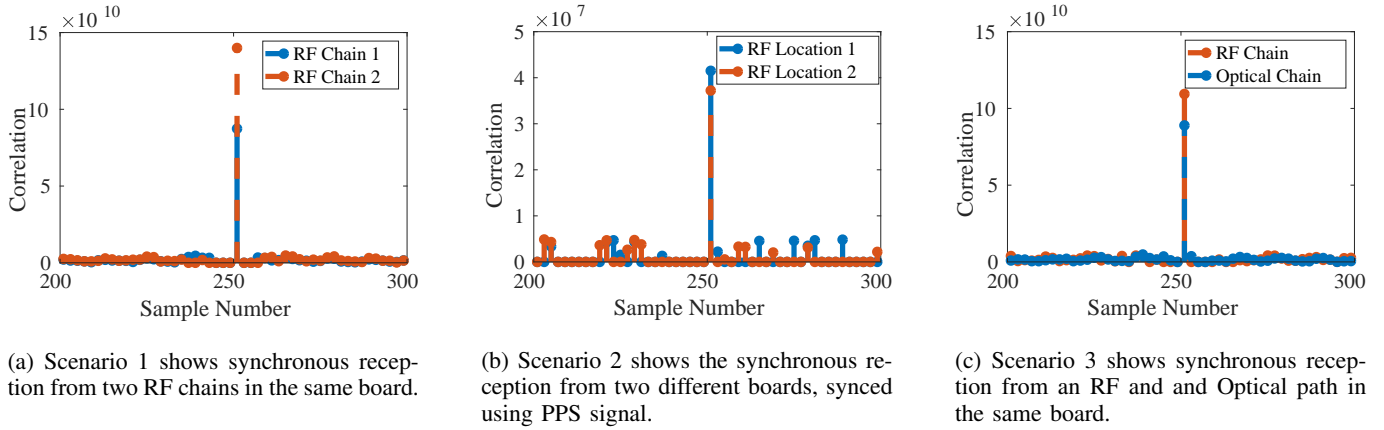 × 10^10
15
10
5
0
Correlation
200
250
300
Sample Number
RF Chain 1
RF Chain 2
(a) Scenario 1 shows synchronous recep-
tion from two RF chains in the same board.
× 10^7
5
4
3
2
1
0
Correlation
200
250
300
Sample Number
RF Location 1
RF Location 2
(b) Scenario 2 shows the synchronous re-
ception from two different boards, synced
using PPS signal.
× 10^10
15
10
5
0
Correlation
200
250
300
Sample Number
RF Chain
Optical Chain
(c) Scenario 3 shows synchronous recep-
tion from an RF and and Optical path in
the same board.